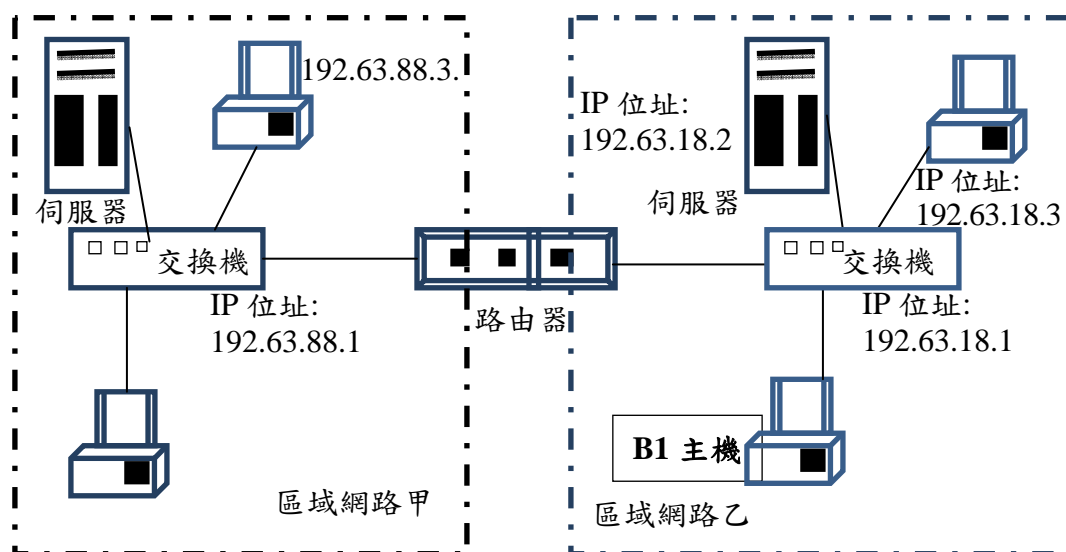 192.63.88.3.
伺服器
交換機
IP 位址:
192.63.88.1
區域網路甲
路由器
IP 位址:
192.63.18.2
伺服器
IP 位址:
192.63.18.3
交換機
IP 位址:
192.63.18.1
B1 主機
區域網路乙